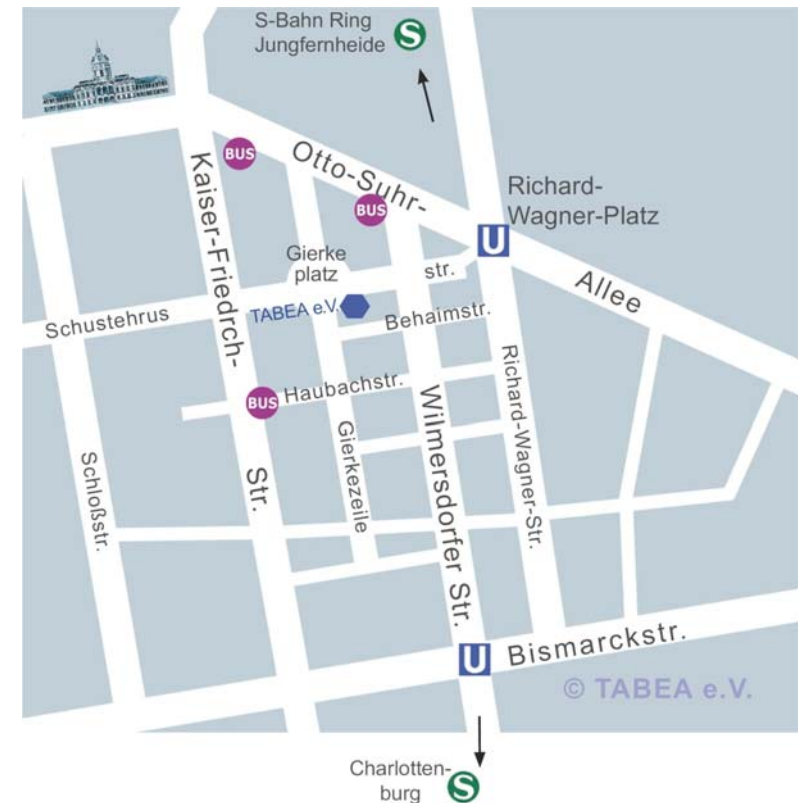 S-Bahn Ring
Jungfernheide
S
BUS
Otto-Suhr-
Allee
BUS
Richard-
Wagner-Platz
U
Kaiser-Friedrch-
Str.
Gierke
platz
Schustehrus
str.
TABEA e.V.
Behaimstr.
BUS
Haubachstr.
Gierkezeile
Wilmersdorfer Str.
Richard-Wagner-Str.
Schloßstr.
U
Bismarckstr.
© TABEA e.V.
Charlotten-
burg
S